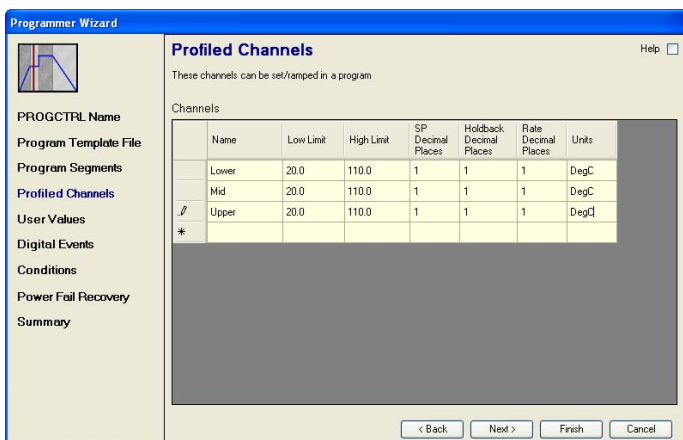 Programmer Wizard
Profiled Channels
Help
These channels can be set/ramped in a program
PROGCTRL Name
Program Template File
Program Segments
Profiled Channels
User Values
Digital Events
Conditions
Power Fail Recovery
Summary
Channels
Name Low Limit High Limit SP Decimal Places Holdback Decimal Places Rate Decimal Places Units
Lower 20.0 110.0 1 1 1 DegC
Mid 20.0 110.0 1 1 1 DegC
Upper 20.0 110.0 1 1 1 DegC
< Back Next > Finish Cancel